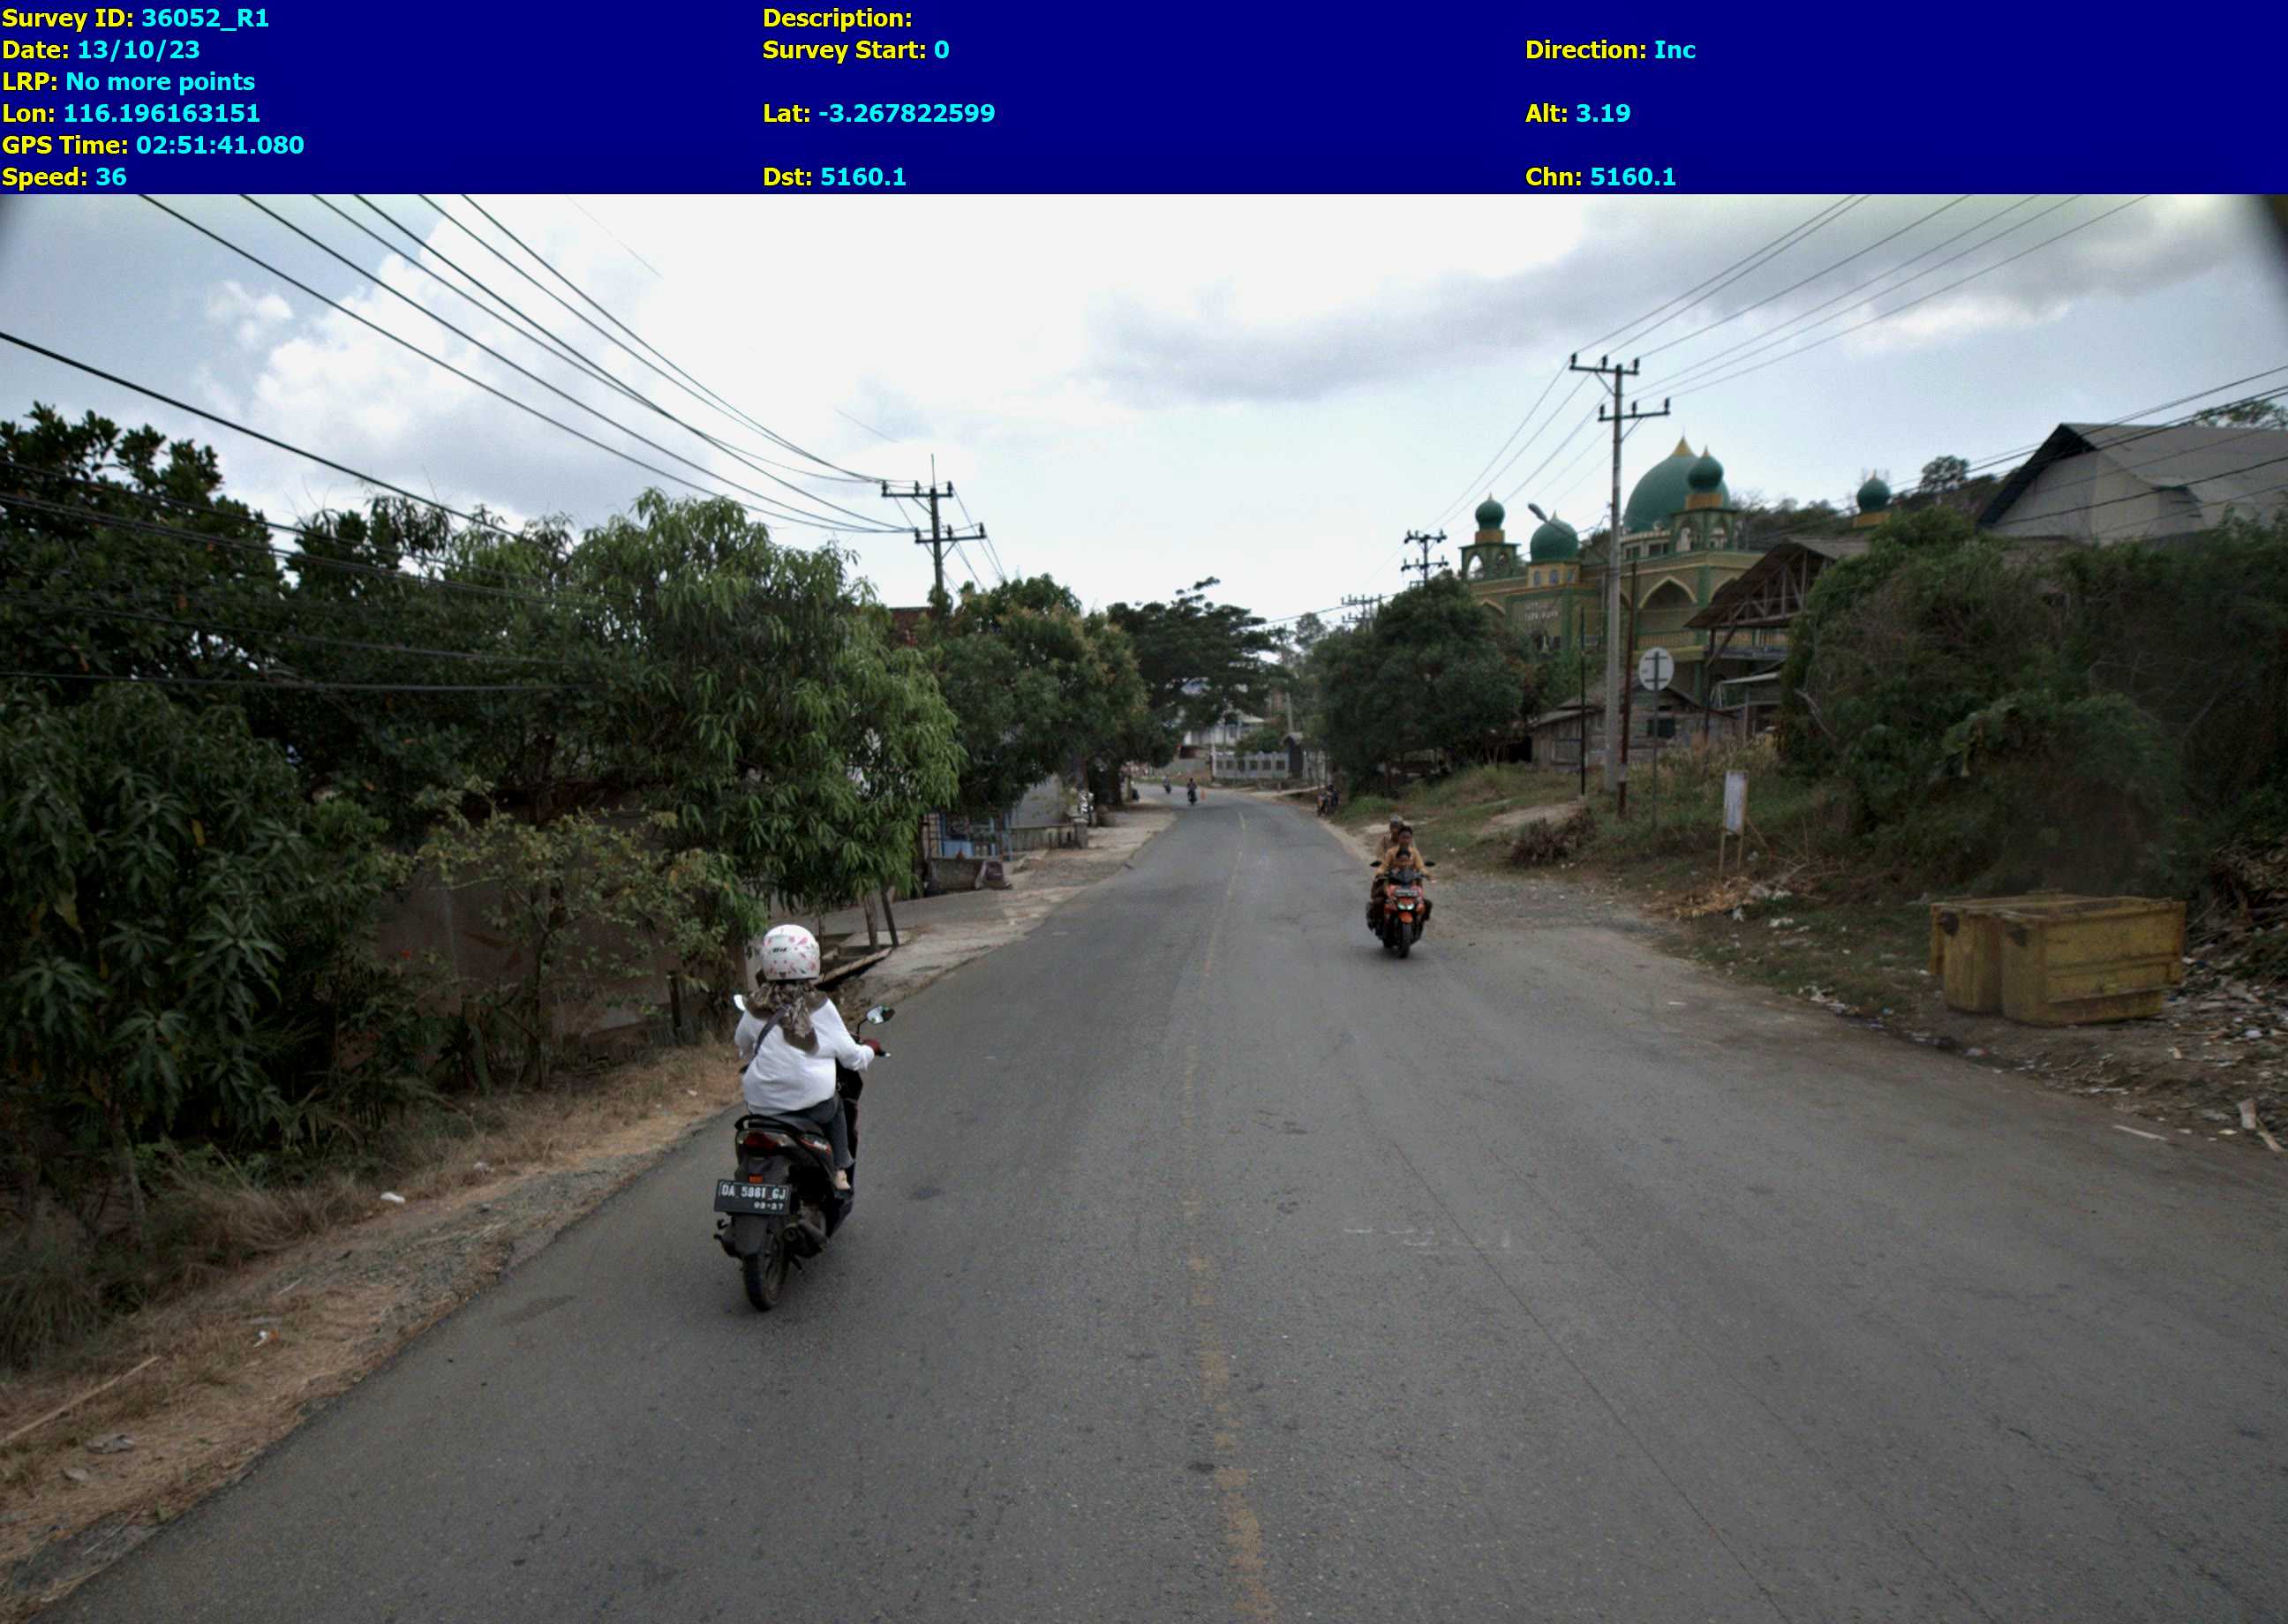 Survey ID: 36052_R1
Description:
Date: 13/10/23
Survey Start: 0
Direction: Inc
LRP: No more points
Lon: 116.196163151
Lat: -3.267822599
Alt: 3.19
GPS Time: 02:51:41.080
Speed: 36
Dst: 5160.1
Chn: 5160.1
DA 5861 GJ